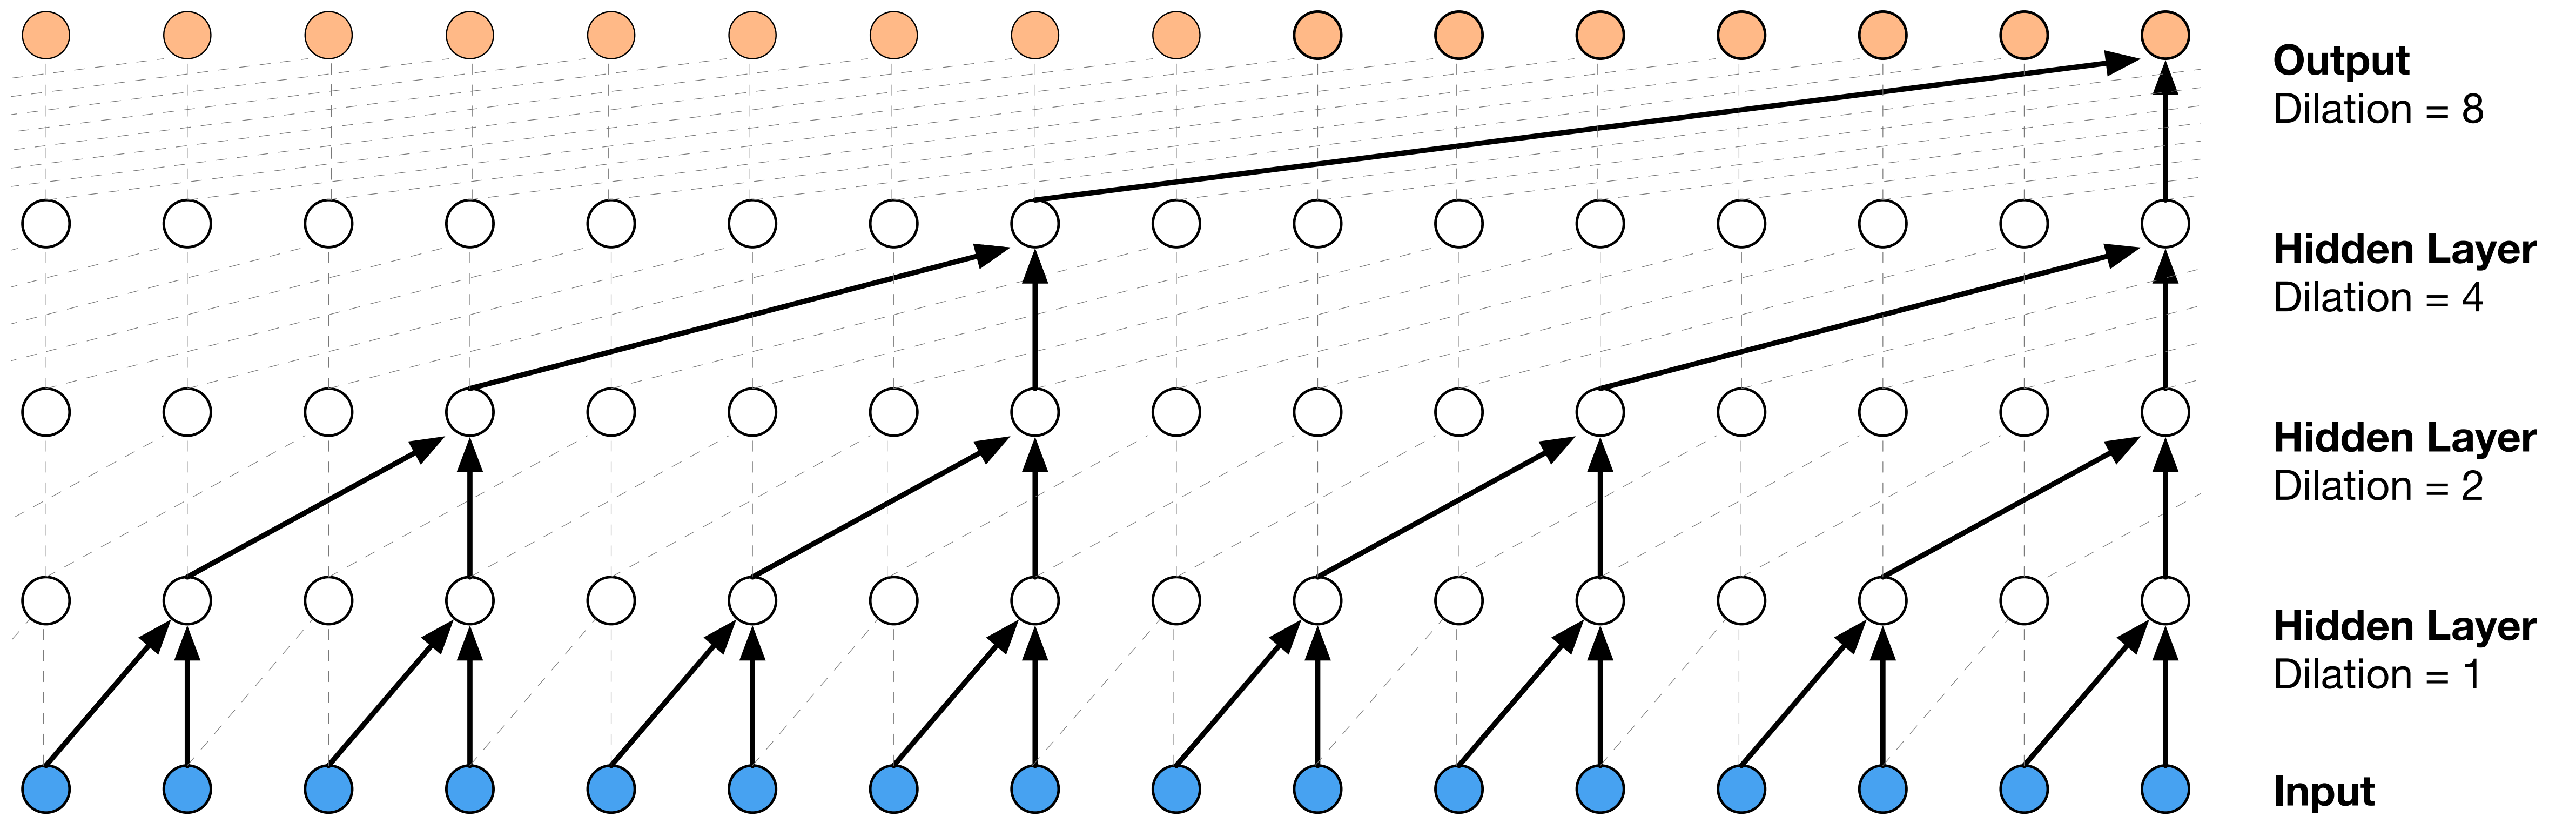 Output
Dilation = 8
Hidden Layer
Dilation = 4
Hidden Layer
Dilation = 2
Hidden Layer
Dilation = 1
Input